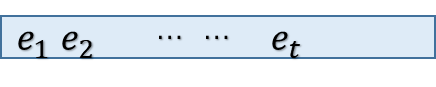 e₁ e₂ ⋯ ⋯ eₜ